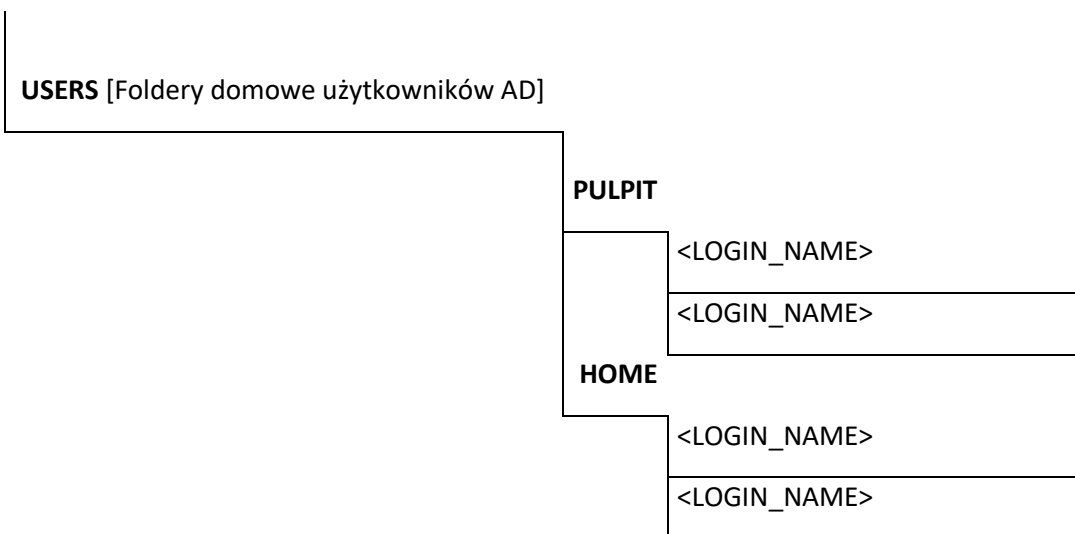 USERS [Foldery domowe użytkowników AD]
PULPIT
<LOGIN_NAME>
<LOGIN_NAME>
HOME
<LOGIN_NAME>
<LOGIN_NAME>